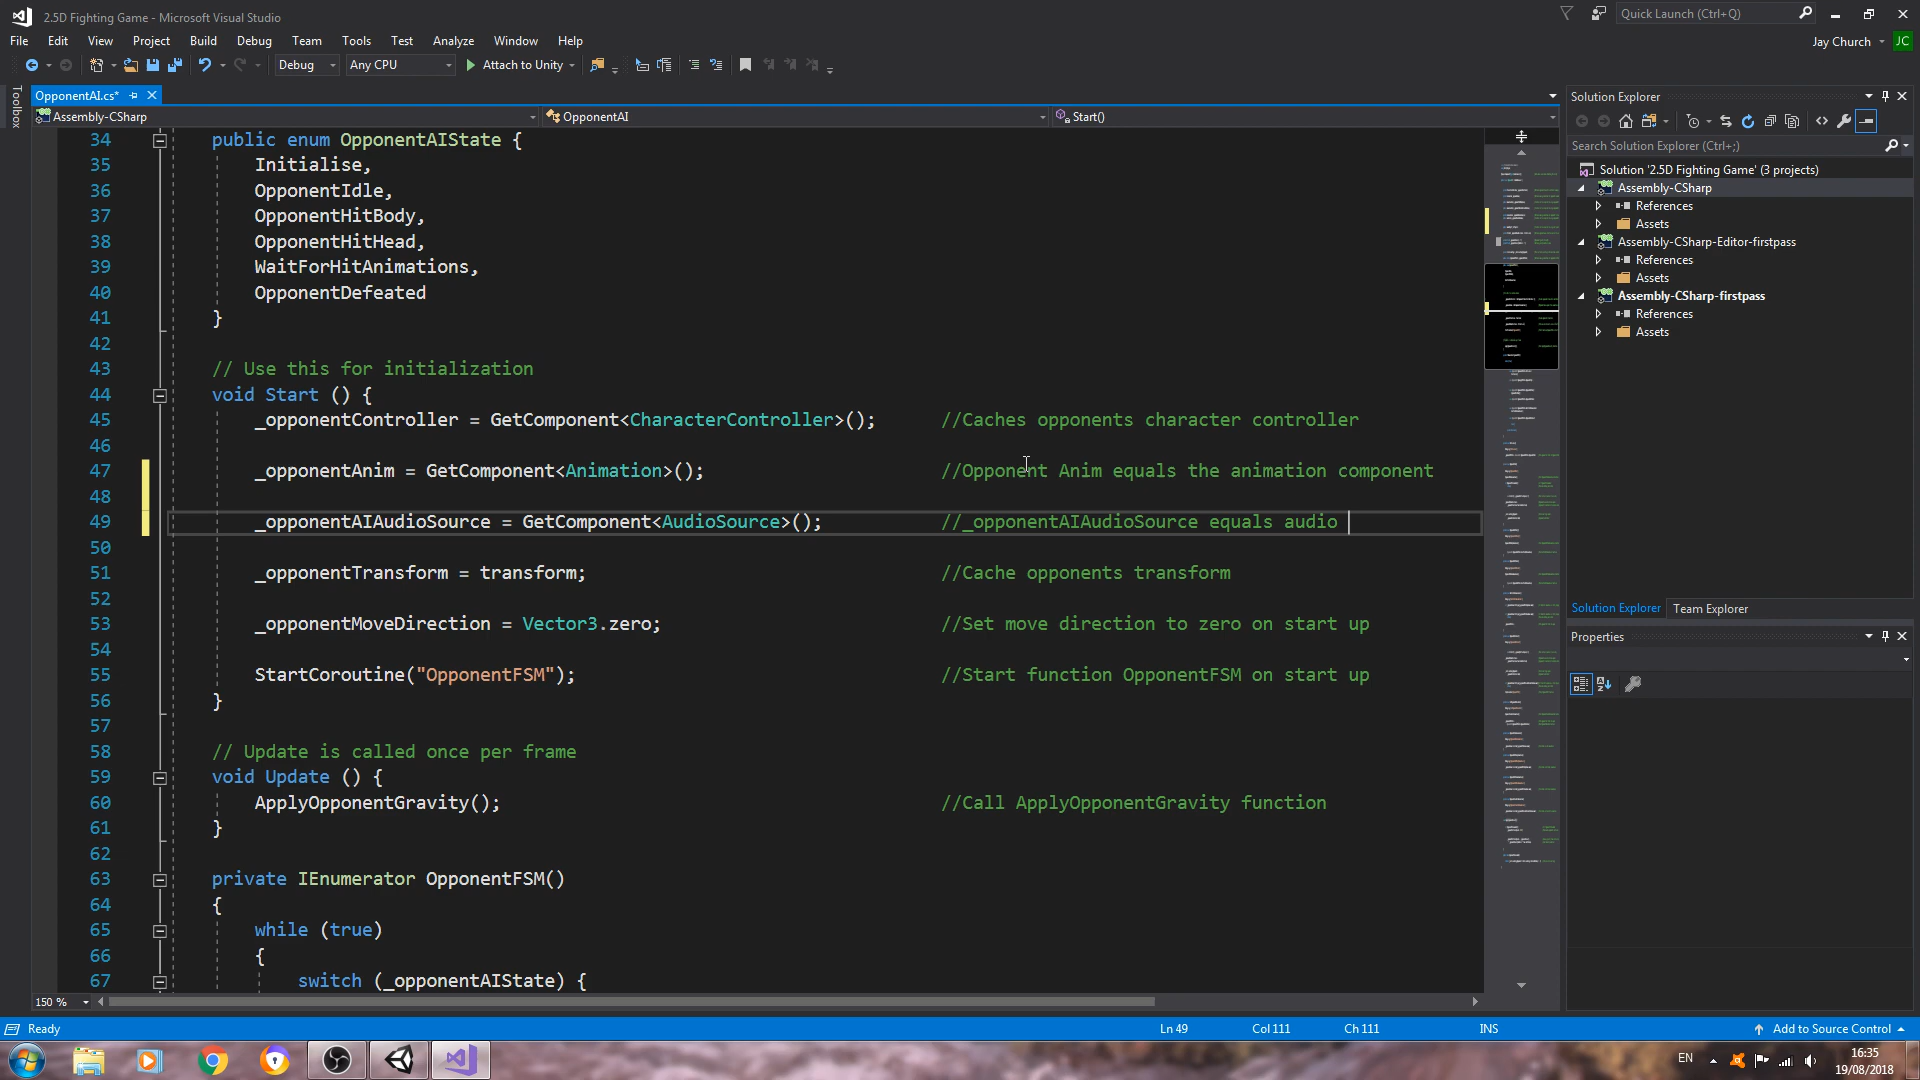 2.5D Fighting Game - Microsoft Visual Studio
Quick Launch (Ctrl+Q)
File Edit View Project Build Debug Team Tools Test Analyze Window Help
Jay Church JC
Debug Any CPU Attach to Unity
Toolbox
OpponentAI.cs*
Assembly-CSharp OpponentAI Start()
34 public enum OpponentAIState {
35 Initialise,
36 OpponentIdle,
37 OpponentHitBody,
38 OpponentHitHead,
39 WaitForHitAnimations,
40 OpponentDefeated
41 }
42
43 // Use this for initialization
44 void Start () {
45 _opponentController = GetComponent<CharacterController>(); //Caches opponents character controller
46
47 _opponentAnim = GetComponent<Animation>(); //Opponent Anim equals the animation component
48
49 _opponentAIAudioSource = GetComponent<AudioSource>(); //_opponentAIAudioSource equals audio
50
51 _opponentTransform = transform; //Cache opponents transform
52
53 _opponentMoveDirection = Vector3.zero; //Set move direction to zero on start up
54
55 StartCoroutine("OpponentFSM"); //Start function OpponentFSM on start up
56 }
57
58 // Update is called once per frame
59 void Update () {
60 ApplyOpponentGravity(); //Call ApplyOpponentGravity function
61 }
62
63 private IEnumerator OpponentFSM()
64 {
65 while (true)
66 {
67 switch (_opponentAIState) {
150 %
Solution Explorer
Search Solution Explorer (Ctrl+;)
Solution '2.5D Fighting Game' (3 projects)
Assembly-CSharp
References
Assets
Assembly-CSharp-Editor-firstpass
References
Assets
Assembly-CSharp-firstpass
References
Assets
Solution Explorer Team Explorer
Properties
Ready Ln 49 Col 111 Ch 111 INS Add to Source Control
EN
16:35
19/08/2018